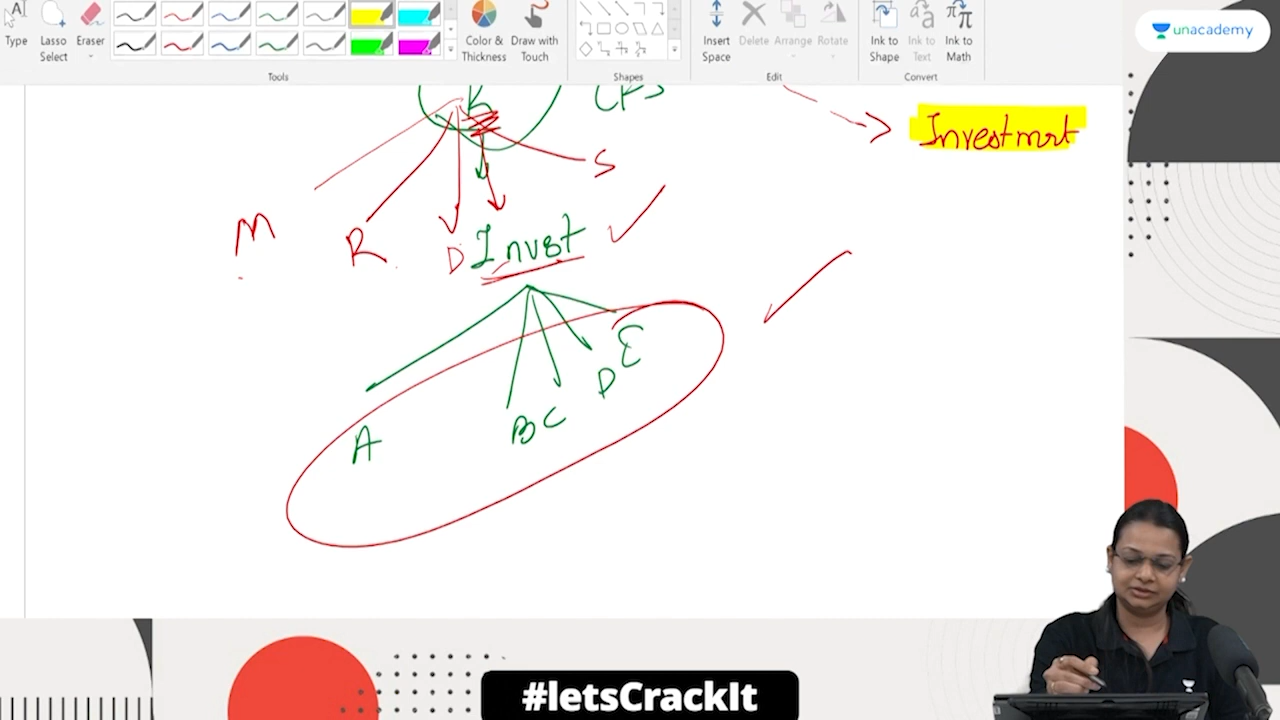 Type
Lasso
Select
Eraser
Color &
Thickness
Draw with
Touch
Insert
Space
Delete
Arrange
Rotate
Ink to
Shape
Ink to
Text
Ink to
Math
Tools
Shapes
Edit
Convert
unacademy
Investment
M
R
D
Invest
S
A
B
C
D
E
#letsCrackIt